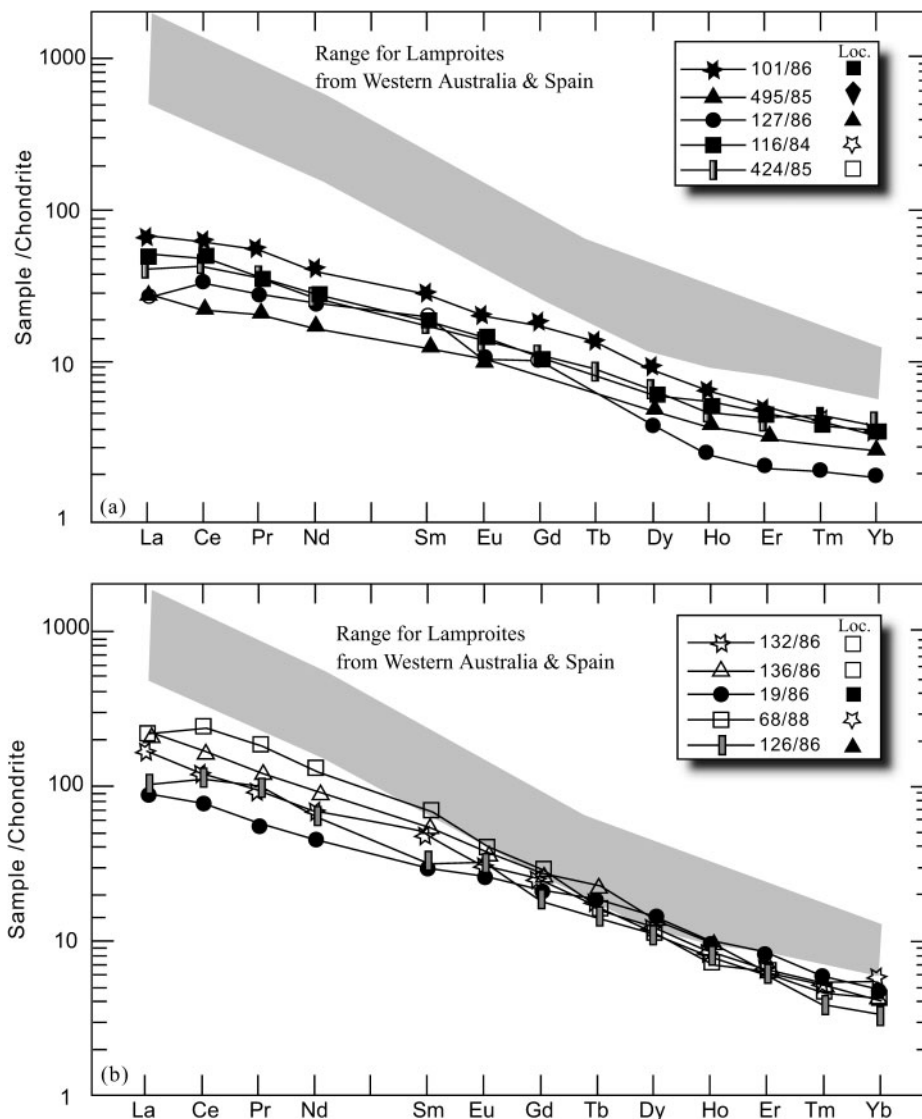 1000
100
10
1
Sample /Chondrite
Range for Lamproites
from Western Australia & Spain
Loc.
101/86
495/85
127/86
116/84
424/85
(a)
La Ce Pr Nd Sm Eu Gd Tb Dy Ho Er Tm Yb
1000
100
10
1
Sample /Chondrite
Range for Lamproites
from Western Australia & Spain
Loc.
132/86
136/86
19/86
68/88
126/86
(b)
La Ce Pr Nd Sm Eu Gd Tb Dy Ho Er Tm Yb